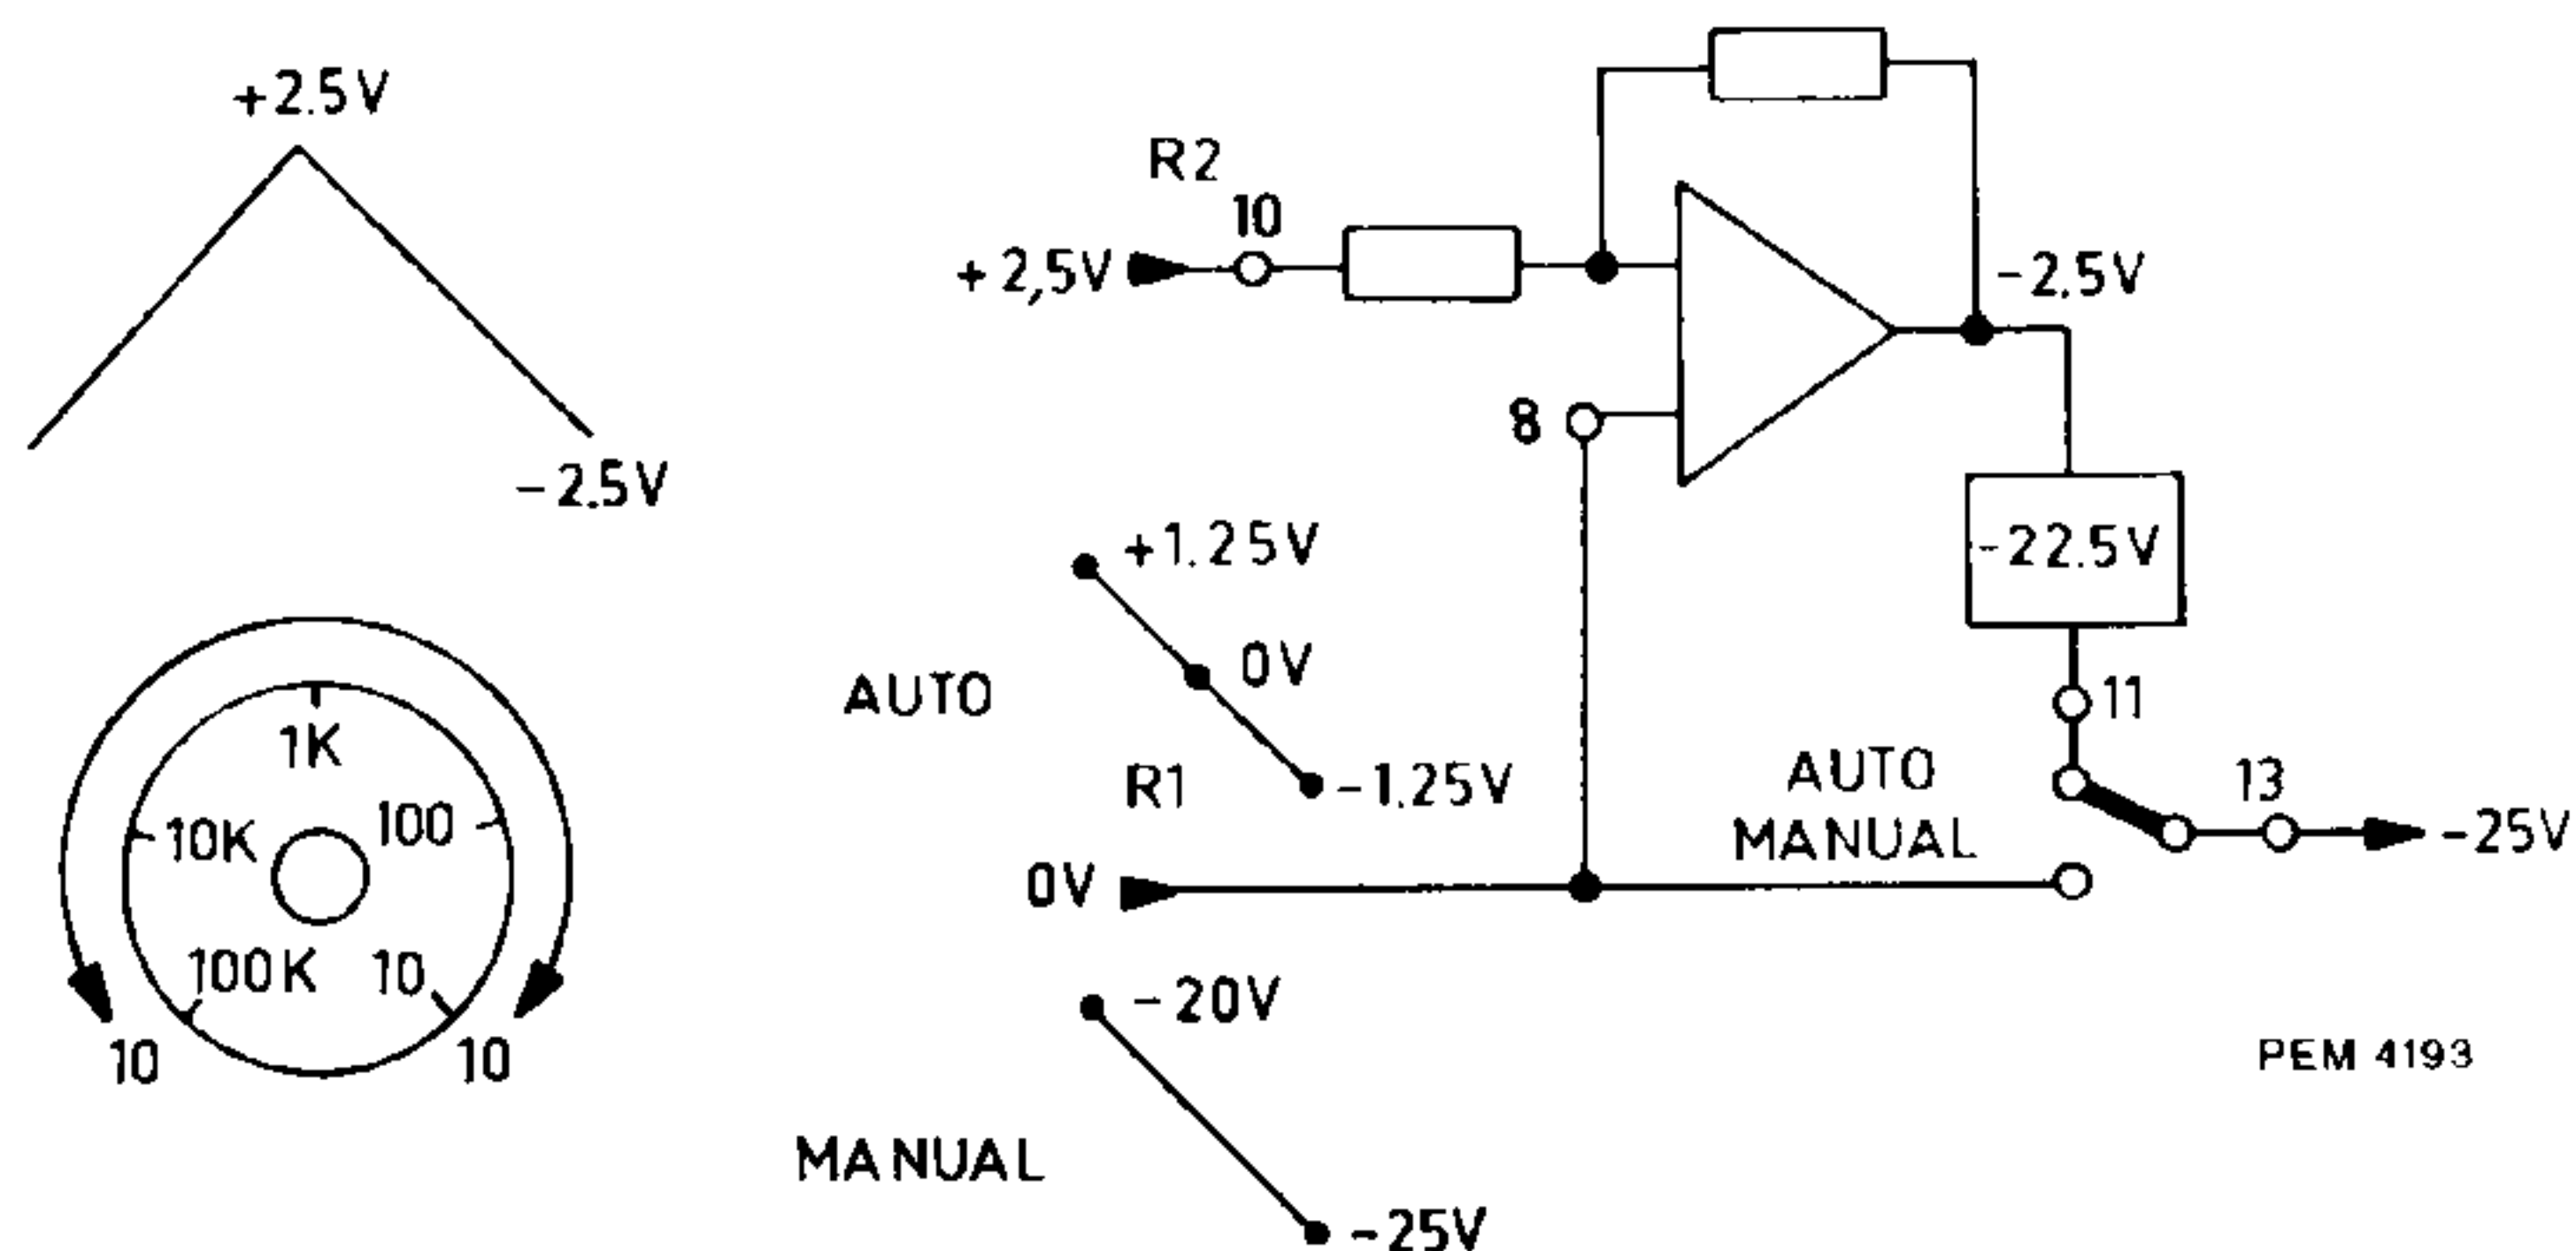 +2.5V
-2.5V
R2
10
+2,5V
-2.5V
8
-22.5V
11
AUTO
MANUAL
13
-25V
AUTO
+1.25V
0V
R1
-1.25V
0V
1K
10K
100
100K
10
10
10
MANUAL
-20V
-25V
PEM 4193